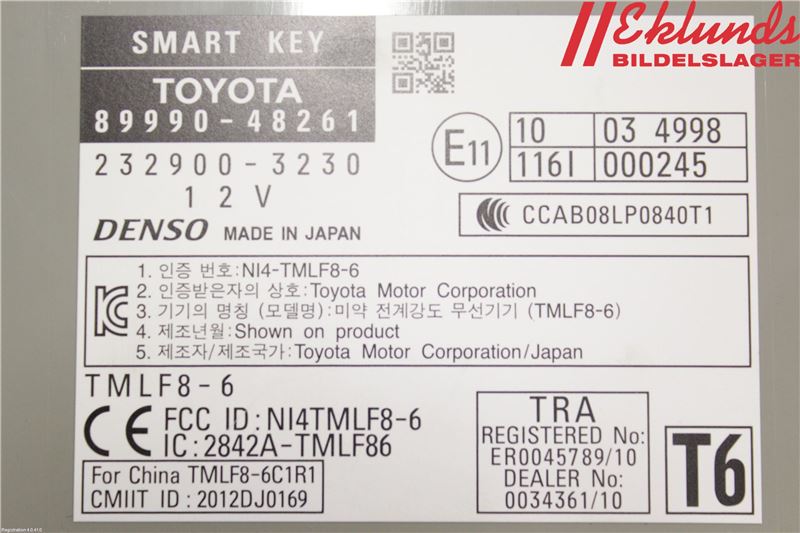 Eklunds
BILDELSLAGER
SMART KEY
TOYOTA
89990-48261
232900-3230
12V
DENSO MADE IN JAPAN
E11
10 03 4998
116I 000245
CCAB08LP0840T1
1. 인증 번호:NI4-TMLF8-6
2. 인증받은자의 상호:Toyota Motor Corporation
3. 기기의 명칭 (모델명):미약 전계강도 무선기기 (TMLF8-6)
4. 제조년월:Shown on product
5. 제조자/제조국가:Toyota Motor Corporation/Japan
TMLF8-6
CE FCC ID:NI4TMLF8-6
IC:2842A-TMLF86
For China TMLF8-6C1R1
CMIIT ID:2012DJ0169
TRA
REGISTERED No:
ER0045789/10
DEALER No:
0034361/10
T6
Registration 4.0.41.0